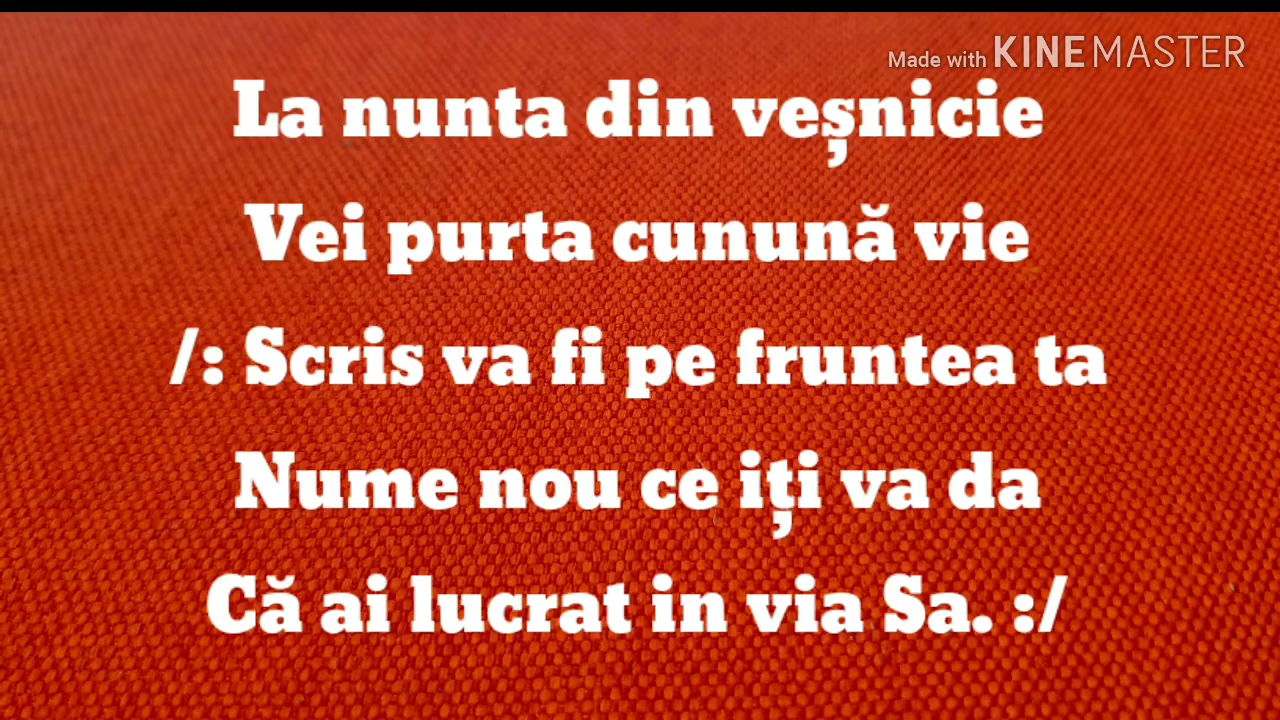 Made with KINEMASTER
La nunta din veșnicie
Vei purta cunună vie
/: Scris va fi pe fruntea ta
Nume nou ce iți va da
Că ai lucrat in via Sa. :/